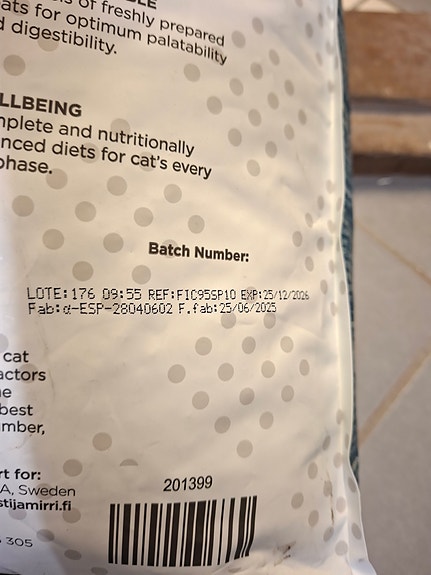 of freshly prepared
ats for optimum palatability
d digestibility.
LLBEING
mplete and nutritionally
anced diets for cat's every
phase.
Batch Number:
LOTE:176 09:55 REF:FIC95SP10 EXP:25/12/2026
Fab:α-ESP-28040602 F.fab:25/06/2025
cat
actors
e
best
mber,
rt for:
A, Sweden
stijamirri.fi
305
201399